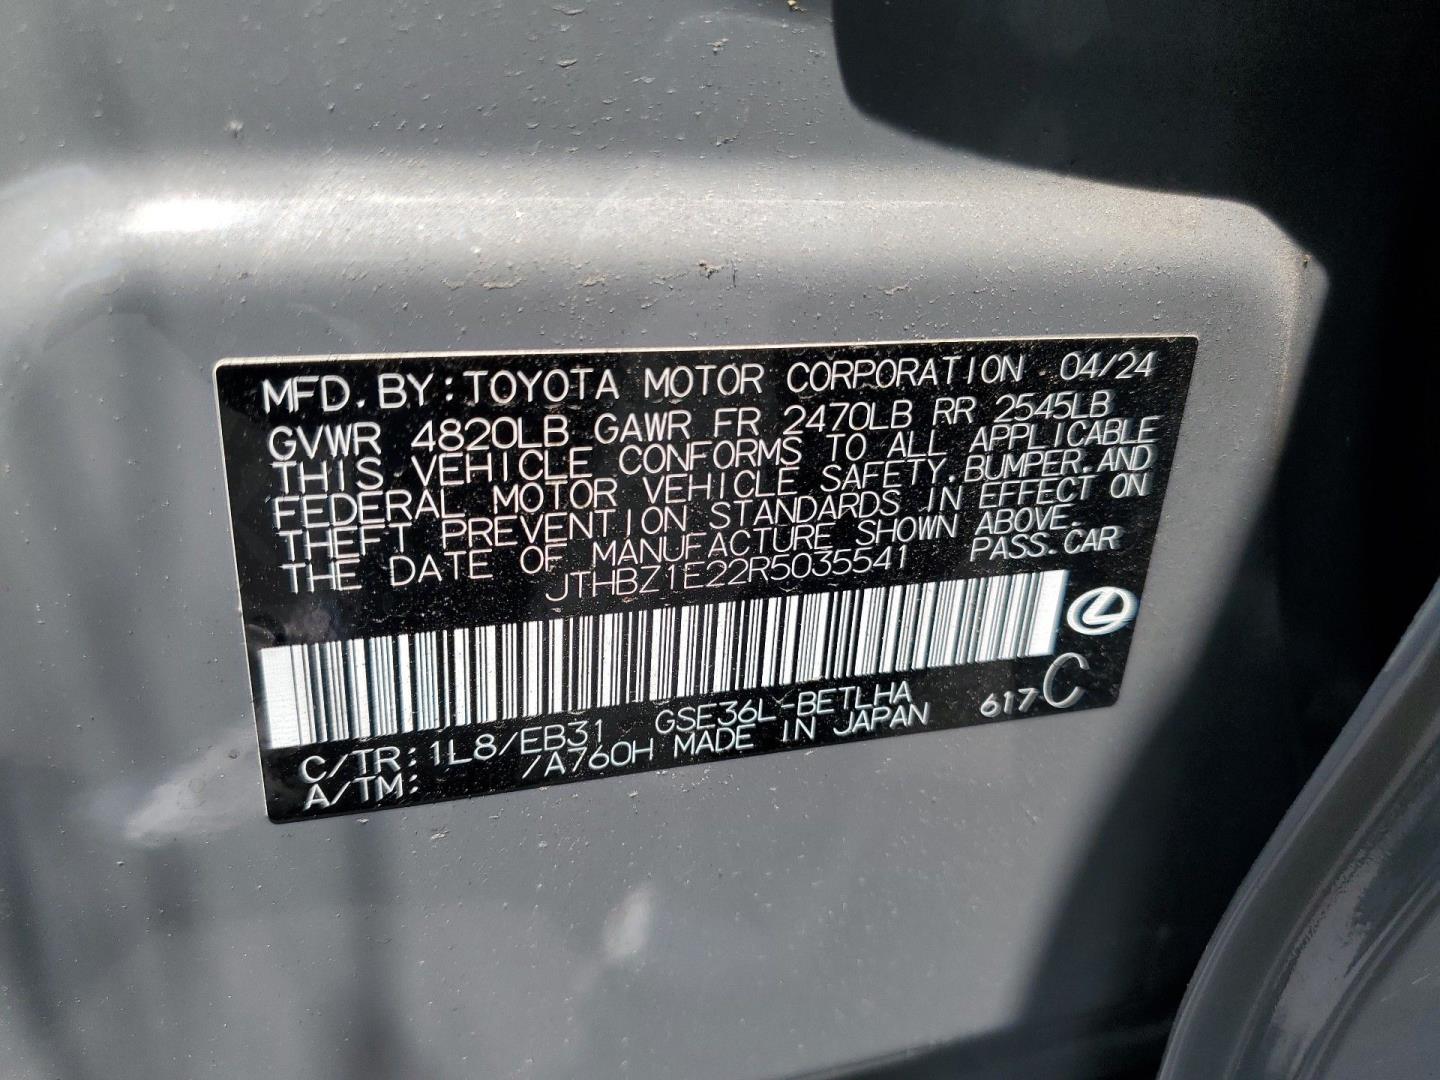 MFD. BY: TOYOTA MOTOR CORPORATION 04/24
GVWR 4820LB GAWR FR 2470LB RR 2545LB
THIS VEHICLE CONFORMS TO ALL APPLICABLE
FEDERAL MOTOR VEHICLE SAFETY, BUMPER, AND
THEFT PREVENTION STANDARDS IN EFFECT ON
THE DATE OF MANUFACTURE SHOWN ABOVE.
JTHBZ1E22R5035541 PASS. CAR
C/TR: 1L8/EB31 GSE36L-BETLHA 617C
A/TM: /A760H MADE IN JAPAN